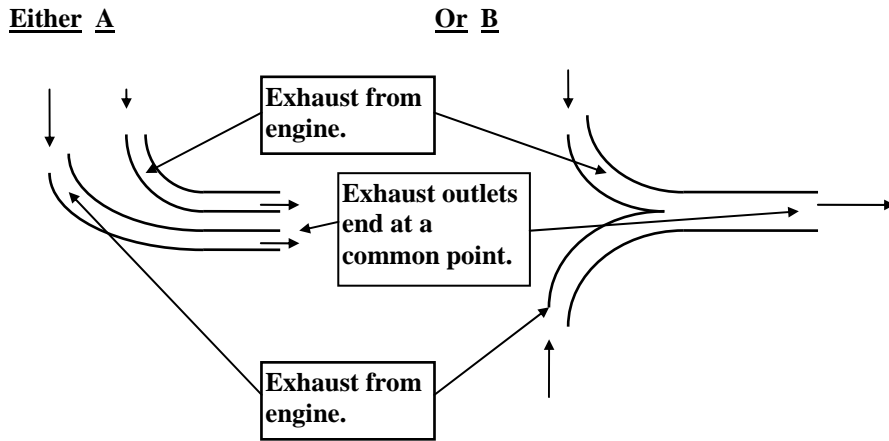 Either A
Or B
Exhaust from
engine.
Exhaust outlets
end at a
common point.
Exhaust from
engine.